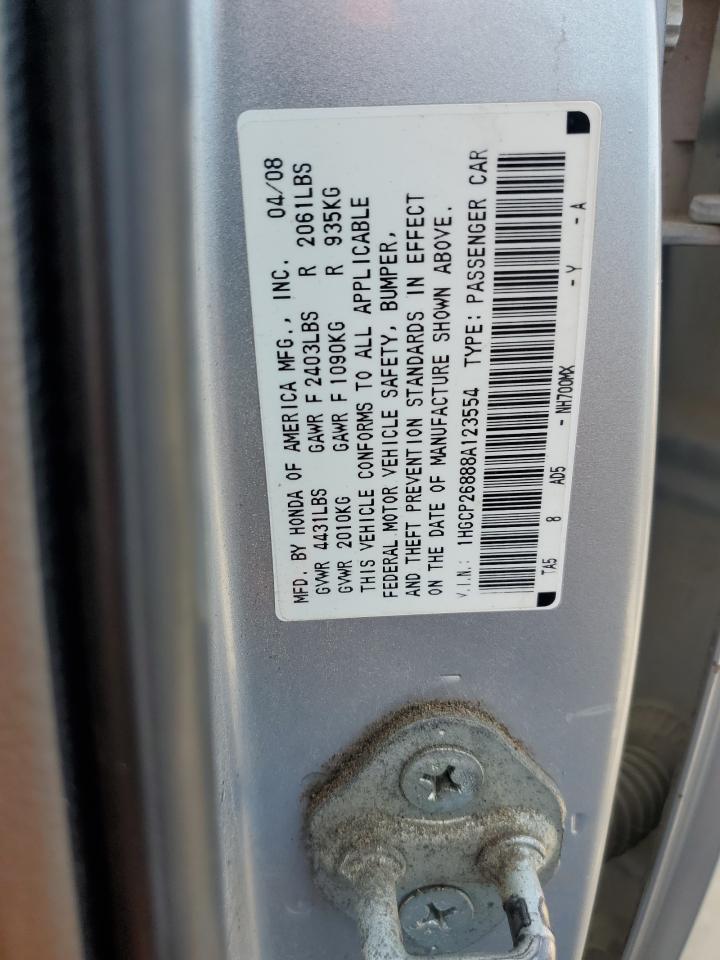 MFD. BY HONDA OF AMERICA MFG., INC. 04/08
GVWR 4431LBS GAWR F 2403LBS R 2061LBS
GVWR 2010KG GAWR F 1090KG R 935KG
THIS VEHICLE CONFORMS TO ALL APPLICABLE
FEDERAL MOTOR VEHICLE SAFETY, BUMPER,
AND THEFT PREVENTION STANDARDS IN EFFECT
ON THE DATE OF MANUFACTURE SHOWN ABOVE.
V.I.N.: 1HGCP26888A123554 TYPE: PASSENGER CAR
TA5 8 AD5 - NH700MX - Y - A